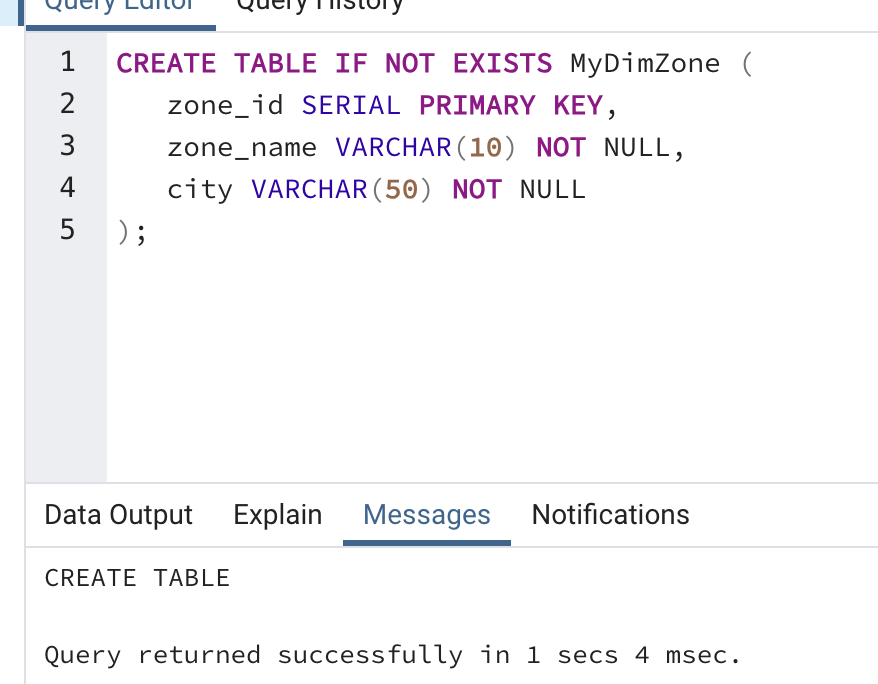 Query Editor Query History
1 CREATE TABLE IF NOT EXISTS MyDimZone (
2 zone_id SERIAL PRIMARY KEY,
3 zone_name VARCHAR(10) NOT NULL,
4 city VARCHAR(50) NOT NULL
5 );
Data Output Explain Messages Notifications
CREATE TABLE
Query returned successfully in 1 secs 4 msec.